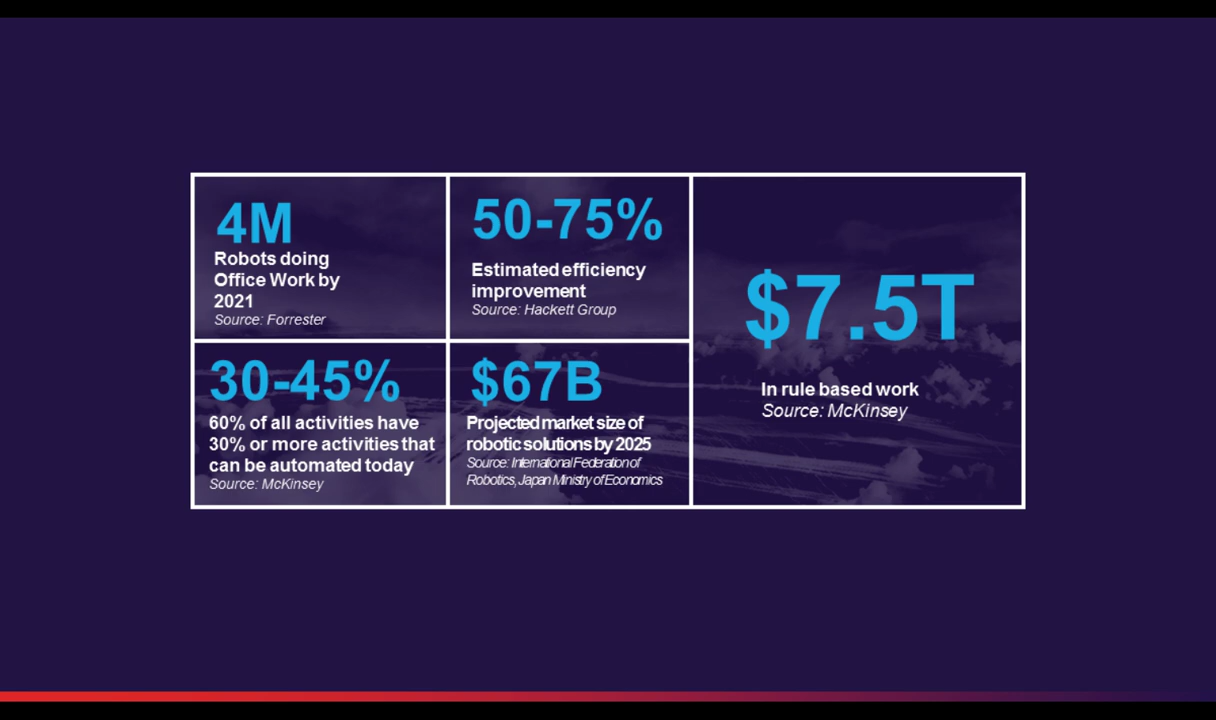 4M
Robots doing
Office Work by
2021
Source: Forrester
50-75%
Estimated efficiency
improvement
Source: Hackett Group
30-45%
60% of all activities have
30% or more activities that
can be automated today
Source: McKinsey
$67B
Projected market size of
robotic solutions by 2025
Source: International Federation of
Robotics, Japan Ministry of Economics
$7.5T
In rule based work
Source: McKinsey